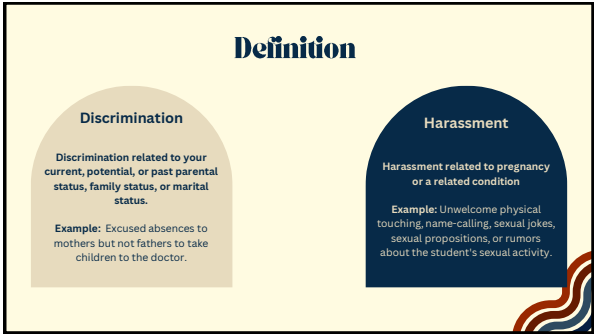 Definition
Discrimination
Discrimination related to your
current, potential, or past parental
status, family status, or marital
status.
Example: Excused absences to
mothers but not fathers to take
children to the doctor.
Harassment
Harassment related to pregnancy
or a related condition
Example: Unwelcome physical
touching, name-calling, sexual jokes,
sexual propositions, or rumors
about the student's sexual activity.